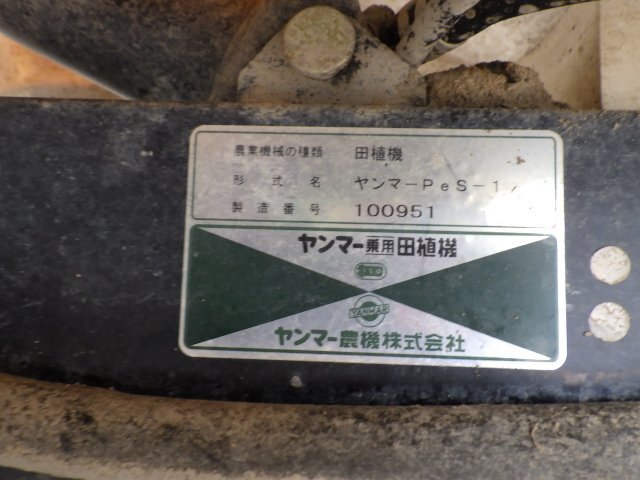 農業機械の種類 田植機
形式名 ヤンマーPeS-1
製造番号 100951
ヤンマー乗用田植機
YANMAR
ヤンマー農機株式会社